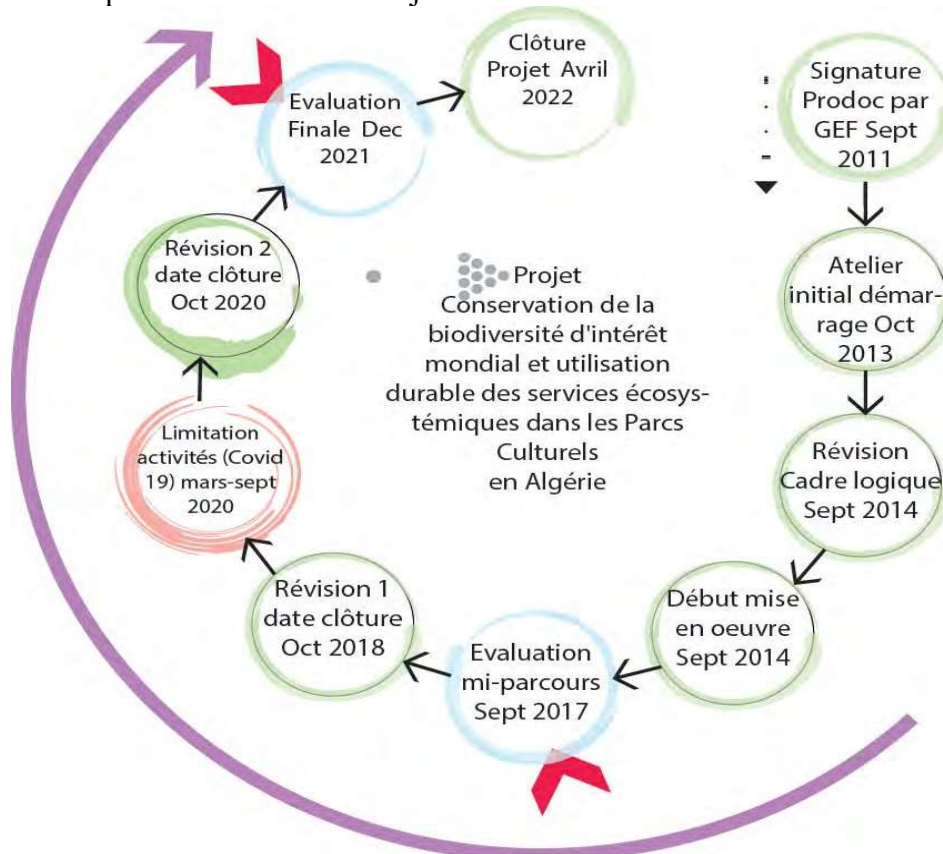 Signature
Prodoc par
GEF Sept
2011
Atelier
initial démar-
rage Oct
2013
Révision
Cadre logique
Sept 2014
Début mise
en oeuvre
Sept 2014
Evaluation
mi-parcours
Sept 2017
Révision 1
date clôture
Oct 2018
Limitation
activités (Covid
19) mars-sept
2020
Révision 2
date clôture
Oct 2020
Evaluation
Finale Dec
2021
Clôture
Projet Avril
2022
Projet
Conservation de la
biodiversité d'intérêt
mondial et utilisation
durable des services écosys-
témiques dans les Parcs
Culturels
en Algérie